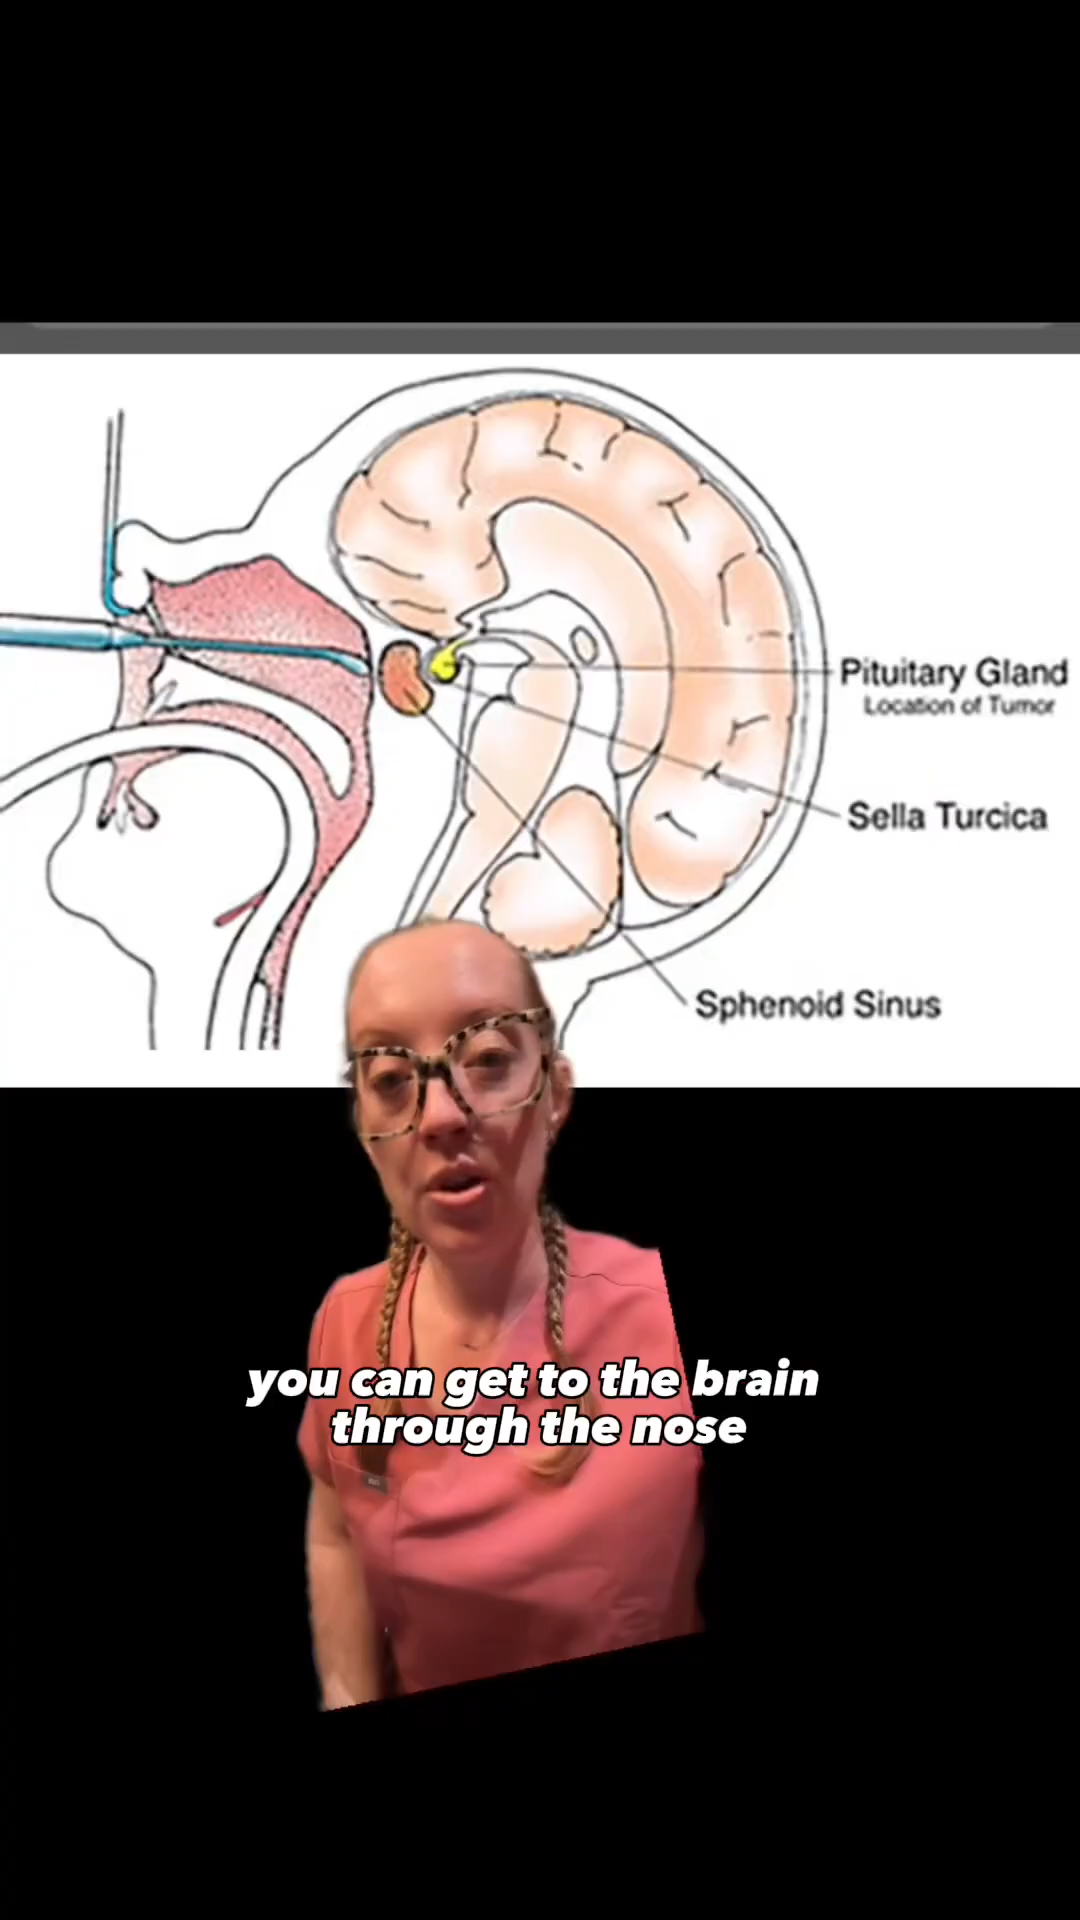 Pituitary Gland
Location of Tumor
Sella Turcica
Sphenoid Sinus
you can get to the brain
through the nose